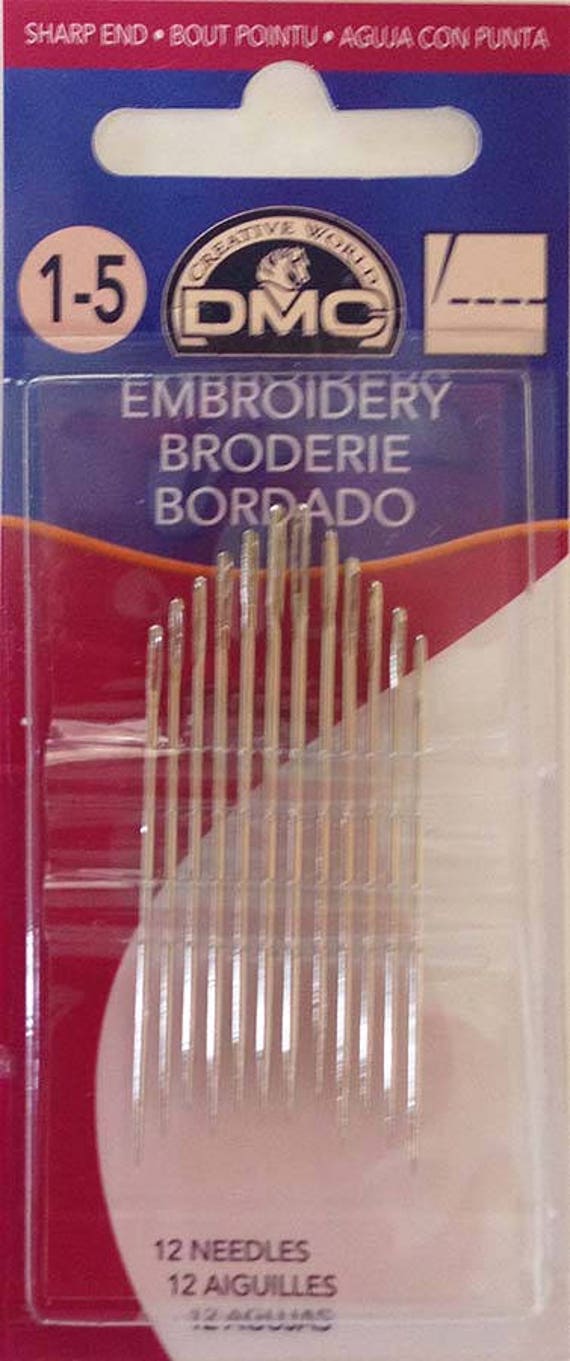 SHARP END • BOUT POINTU • AGUJA CON PUNTA
CREATIVE WORLD
1-5
DMC
EMBROIDERY
BRODERIE
BORDADO
12 NEEDLES
12 AIGUILLES
12 AGUJAS